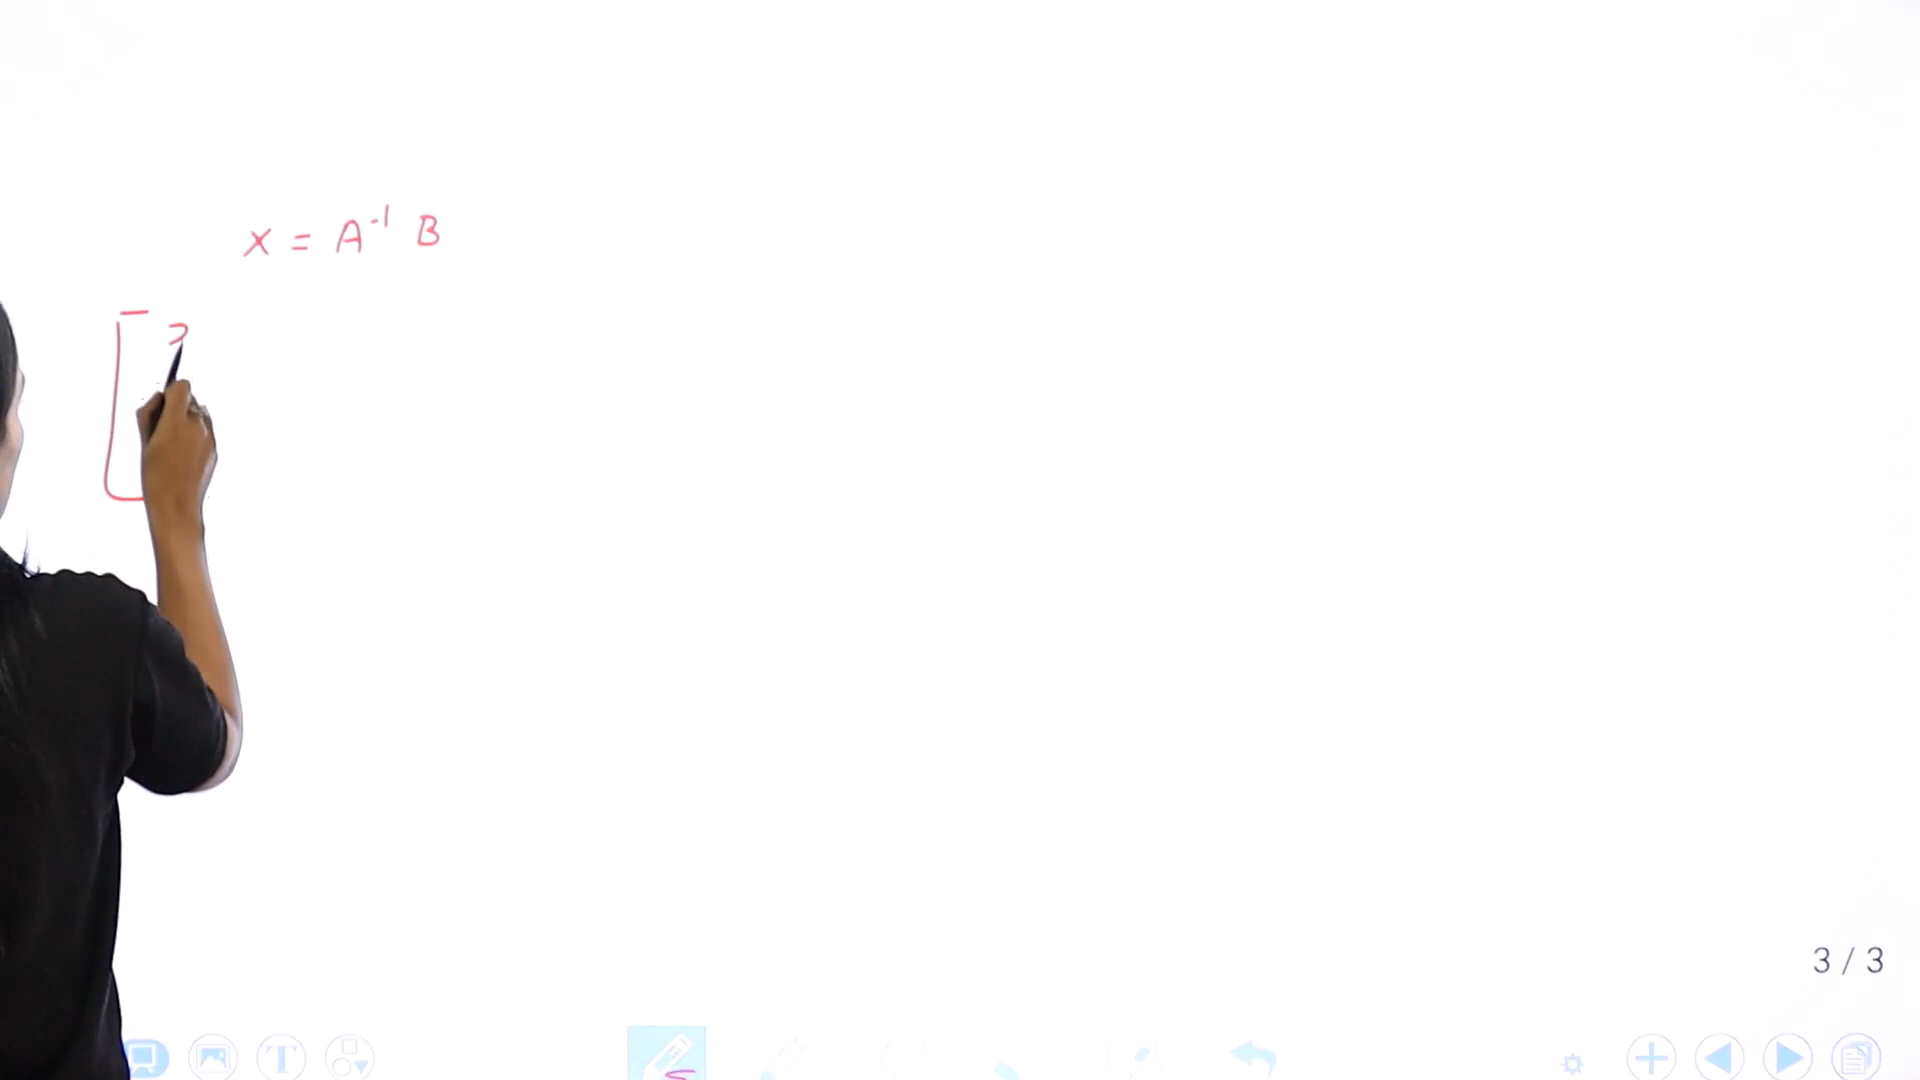 X = A⁻¹ B
[
3 / 3